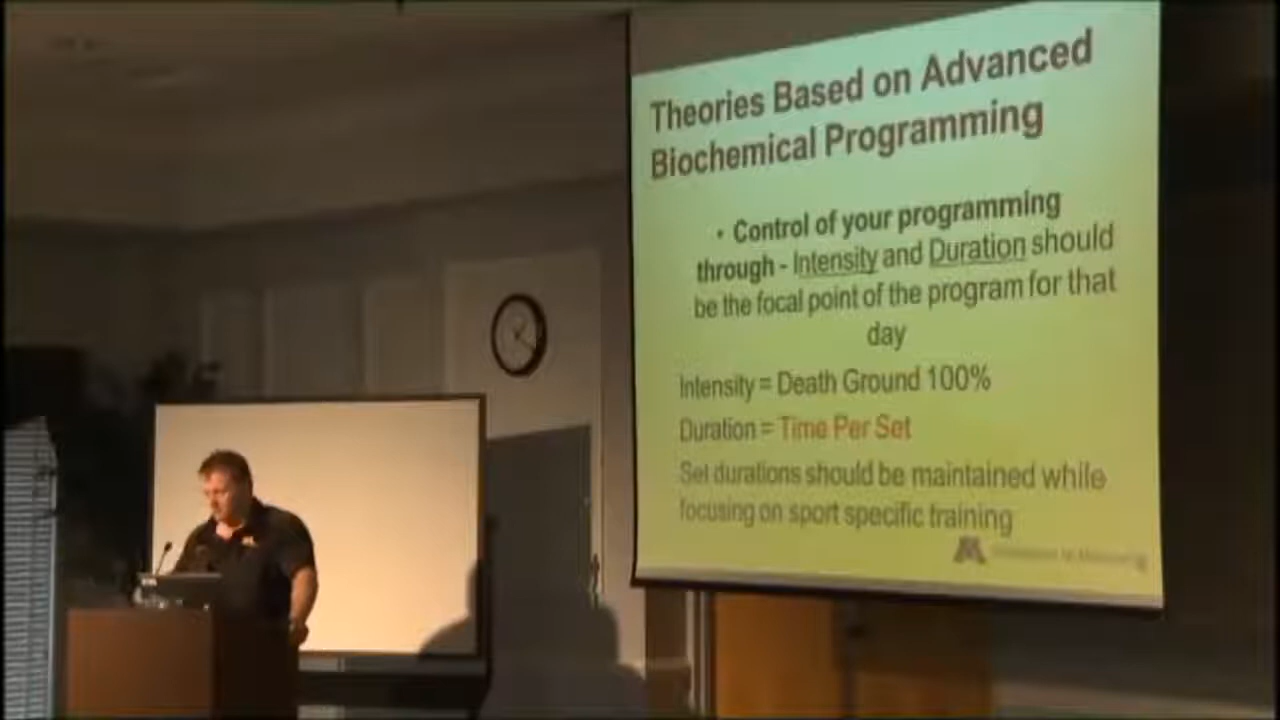 Theories Based on Advanced
Biochemical Programming
• Control of your programming
through - Intensity and Duration should
be the focal point of the program for that
day
Intensity = Death Ground 100%
Duration = Time Per Set
Set durations should be maintained while
focusing on sport specific training
M